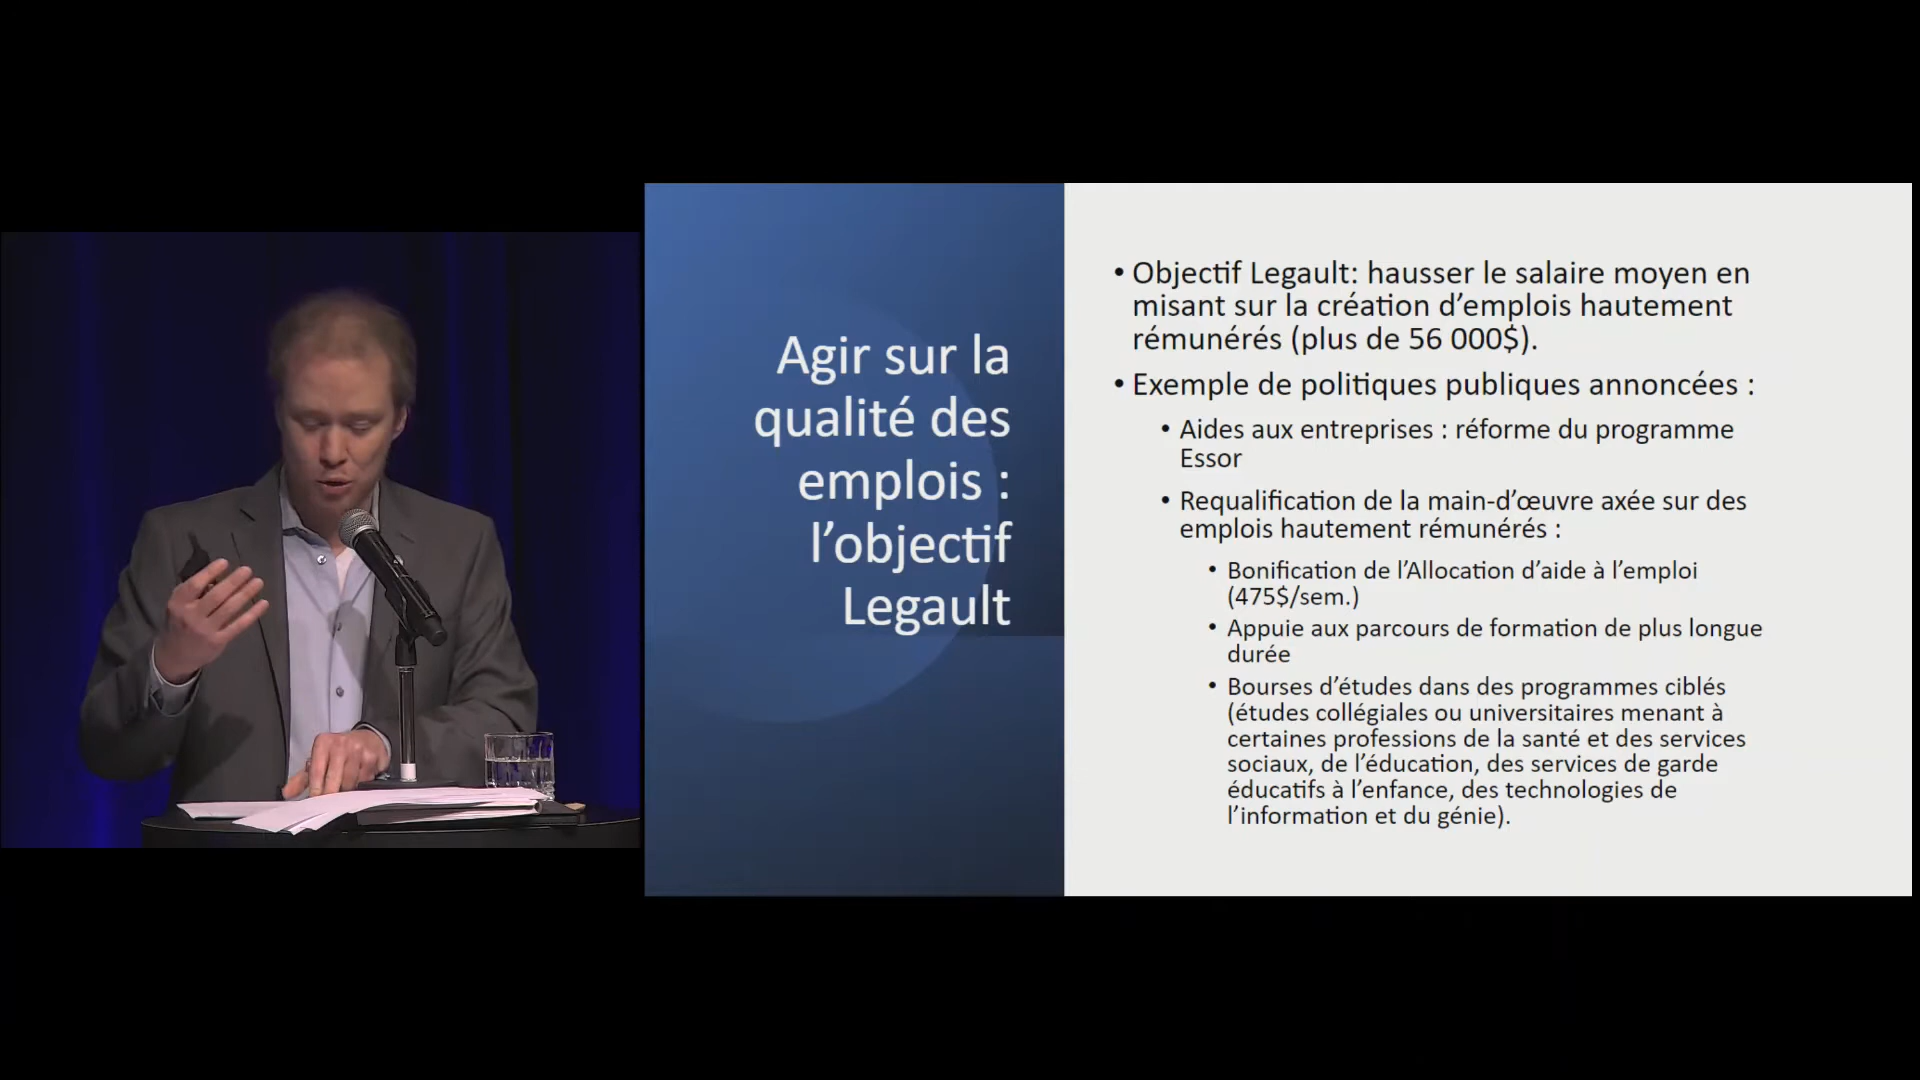 Agir sur la
qualité des
emplois :
l’objectif
Legault
• Objectif Legault: hausser le salaire moyen en
misant sur la création d’emplois hautement
rémunérés (plus de 56 000$).
• Exemple de politiques publiques annoncées :
• Aides aux entreprises : réforme du programme
Essor
• Requalification de la main-d’œuvre axée sur des
emplois hautement rémunérés :
• Bonification de l’Allocation d’aide à l’emploi
(475$/sem.)
• Appuie aux parcours de formation de plus longue
durée
• Bourses d’études dans des programmes ciblés
(études collégiales ou universitaires menant à
certaines professions de la santé et des services
sociaux, de l’éducation, des services de garde
éducatifs à l’enfance, des technologies de
l’information et du génie).